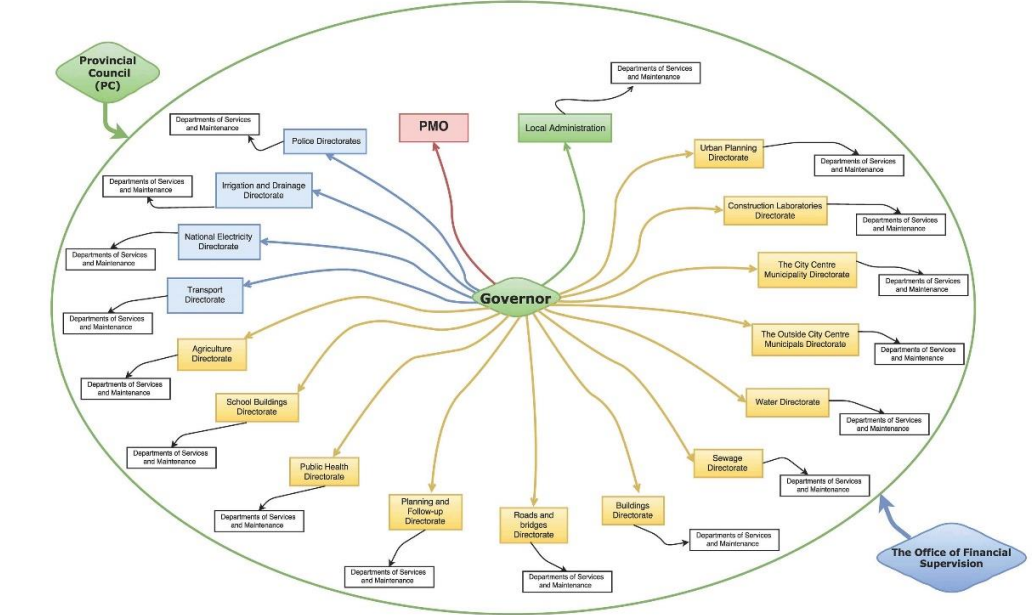 Provincial
Council
(PC)
Departments of Services
and Maintenance
Departments of Services
and Maintenance
PMO
Local Administration
Police Directorates
Urban Planning
Directorate
Departments of Services
and Maintenance
Departments of Services
and Maintenance
Irrigation and Drainage
Directorate
Construction Laboratories
Directorate
Departments of Services
and Maintenance
National Electricity
Directorate
Departments of Services
and Maintenance
The City Centre
Municipality Directorate
Departments of Services
and Maintenance
Transport
Directorate
Governor
Departments of Services
and Maintenance
The Outside City Centre
Municipals Directorate
Departments of Services
and Maintenance
Agriculture
Directorate
Departments of Services
and Maintenance
School Buildings
Directorate
Water Directorate
Departments of Services
and Maintenance
Departments of Services
and Maintenance
Public Health
Directorate
Sewage
Directorate
Departments of Services
and Maintenance
Departments of Services
and Maintenance
Planning and
Follow-up
Directorate
Roads and
bridges
Directorate
Buildings
Directorate
Departments of Services
and Maintenance
Departments of Services
and Maintenance
Departments of Services
and Maintenance
The Office of Financial
Supervision